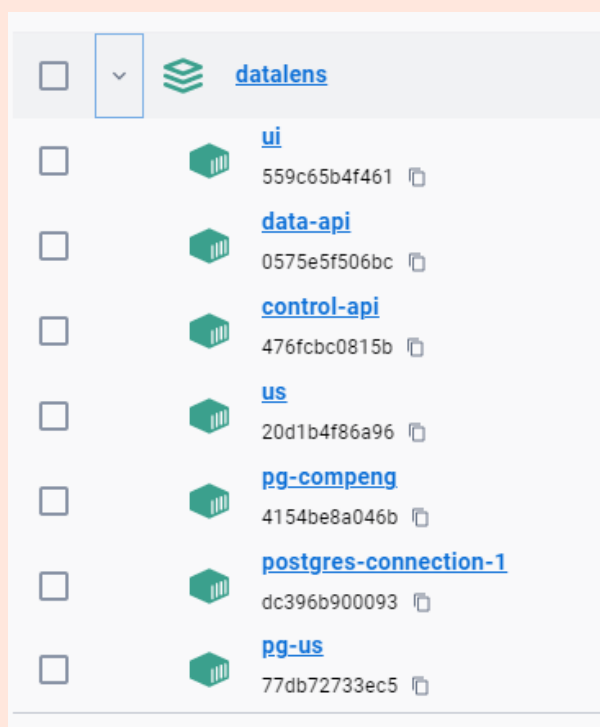 datalens
ui
559c65b4f461
data-api
0575e5f506bc
control-api
476fcbc0815b
us
20d1b4f86a96
pg-compeng
4154be8a046b
postgres-connection-1
dc396b900093
pg-us
77db72733ec5